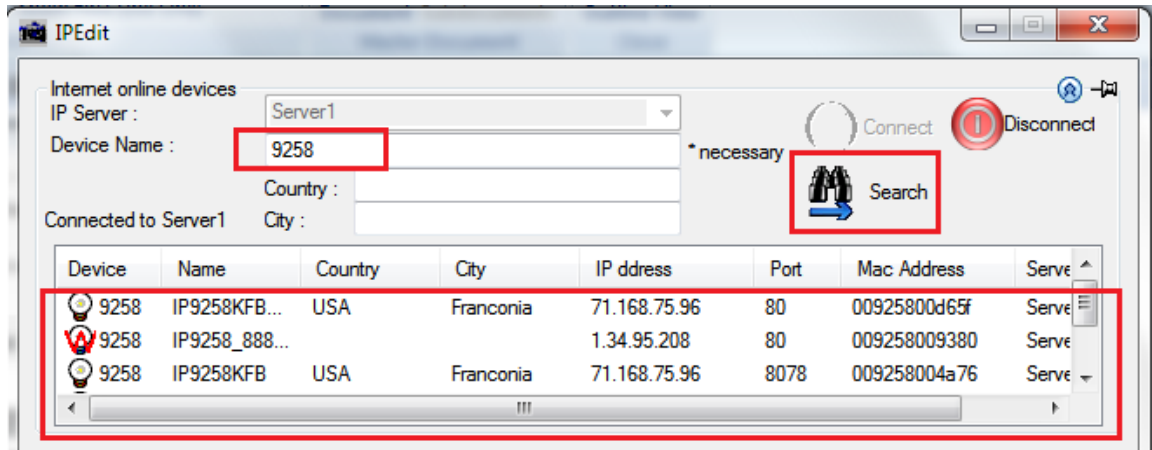 IPEdit
Internet online devices
IP Server : Server1
Connect Disconnect
Device Name : 9258 * necessary
Search
Country :
Connected to Server1 City :
Device Name Country City IP ddress Port Mac Address Serve
9258 IP9258KFB... USA Franconia 71.168.75.96 80 00925800d65f Serve
9258 IP9258_888... 1.34.95.208 80 009258009380 Serve
9258 IP9258KFB USA Franconia 71.168.75.96 8078 009258004a76 Serve